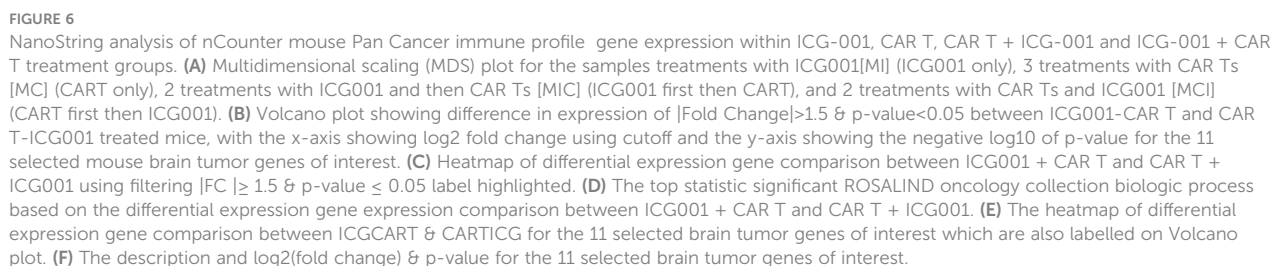 FIGURE 6
NanoString analysis of nCounter mouse Pan Cancer immune profile gene expression within ICG-001, CAR T, CAR T + ICG-001 and ICG-001 + CAR
T treatment groups. (A) Multidimensional scaling (MDS) plot for the samples treatments with ICG001[MI] (ICG001 only), 3 treatments with CAR Ts
[MC] (CART only), 2 treatments with ICG001 and then CAR Ts [MIC] (ICG001 first then CART), and 2 treatments with CAR Ts and ICG001 [MCI]
(CART first then ICG001). (B) Volcano plot showing difference in expression of |Fold Change|>1.5 & p-value<0.05 between ICG001-CAR T and CAR
T-ICG001 treated mice, with the x-axis showing log2 fold change using cutoff and the y-axis showing the negative log10 of p-value for the 11
selected mouse brain tumor genes of interest. (C) Heatmap of differential expression gene comparison between ICG001 + CAR T and CAR T +
ICG001 using filtering |FC |≥ 1.5 & p-value ≤ 0.05 label highlighted. (D) The top statistic significant ROSALIND oncology collection biologic process
based on the differential expression gene expression comparison between ICG001 + CAR T and CAR T + ICG001. (E) The heatmap of differential
expression gene comparison between ICGCART & CARTICG for the 11 selected brain tumor genes of interest which are also labelled on Volcano
plot. (F) The description and log2(fold change) & p-value for the 11 selected brain tumor genes of interest.